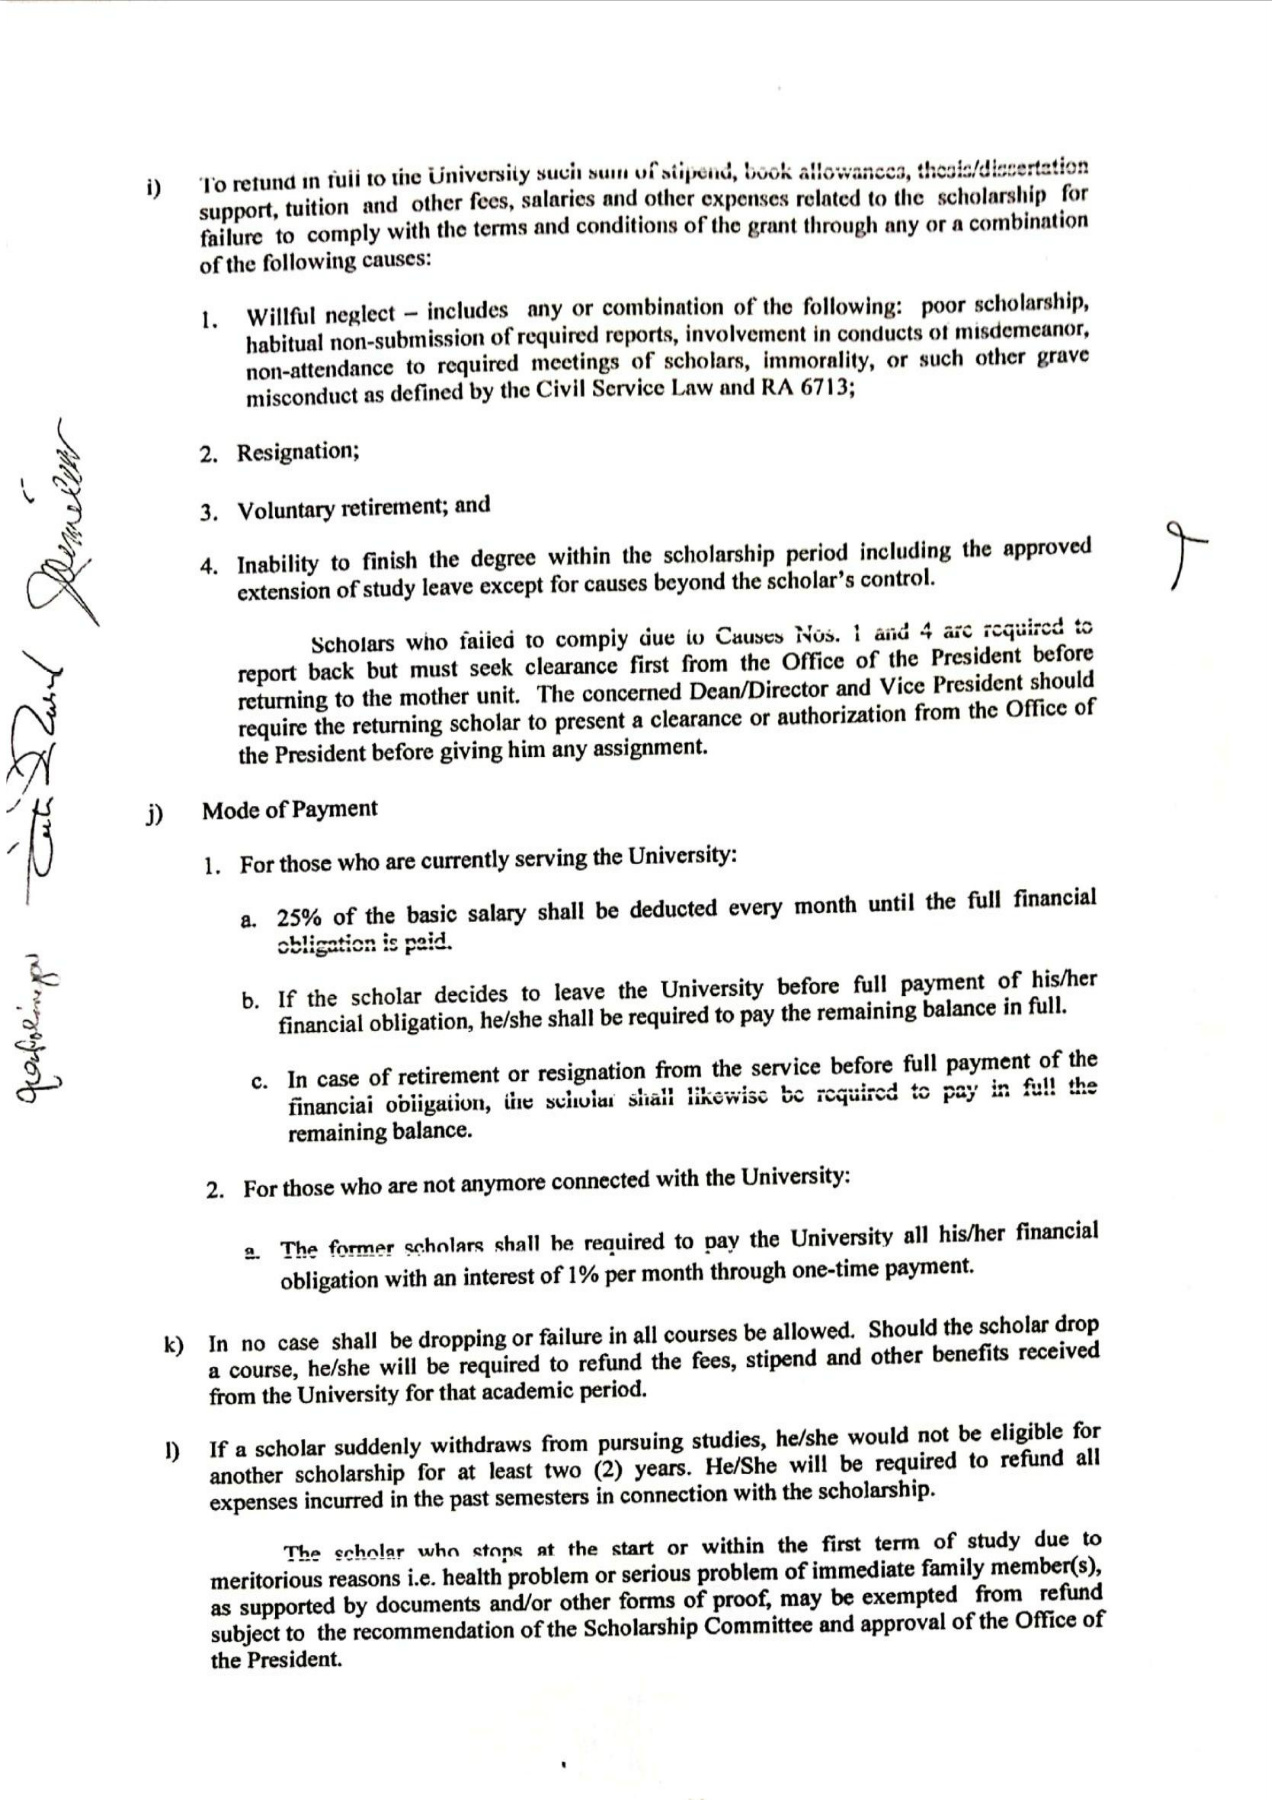 i) To refund in full to the University such sum of stipend, book allowances, thesis/dissertation
support, tuition and other fees, salaries and other expenses related to the scholarship for
failure to comply with the terms and conditions of the grant through any or a combination
of the following causes:
1. Willful neglect – includes any or combination of the following: poor scholarship,
habitual non-submission of required reports, involvement in conducts of misdemeanor,
non-attendance to required meetings of scholars, immorality, or such other grave
misconduct as defined by the Civil Service Law and RA 6713;
2. Resignation;
3. Voluntary retirement; and
4. Inability to finish the degree within the scholarship period including the approved
extension of study leave except for causes beyond the scholar's control.
Scholars who failed to comply due to Causes Nos. 1 and 4 are required to
report back but must seek clearance first from the Office of the President before
returning to the mother unit. The concerned Dean/Director and Vice President should
require the returning scholar to present a clearance or authorization from the Office of
the President before giving him any assignment.
j) Mode of Payment
1. For those who are currently serving the University:
a. 25% of the basic salary shall be deducted every month until the full financial
obligation is paid.
b. If the scholar decides to leave the University before full payment of his/her
financial obligation, he/she shall be required to pay the remaining balance in full.
c. In case of retirement or resignation from the service before full payment of the
financial obligation, the scholar shall likewise be required to pay in full the
remaining balance.
2. For those who are not anymore connected with the University:
a. The former scholars shall be required to pay the University all his/her financial
obligation with an interest of 1% per month through one-time payment.
k) In no case shall be dropping or failure in all courses be allowed. Should the scholar drop
a course, he/she will be required to refund the fees, stipend and other benefits received
from the University for that academic period.
l) If a scholar suddenly withdraws from pursuing studies, he/she would not be eligible for
another scholarship for at least two (2) years. He/She will be required to refund all
expenses incurred in the past semesters in connection with the scholarship.
The scholar who stops at the start or within the first term of study due to
meritorious reasons i.e. health problem or serious problem of immediate family member(s),
as supported by documents and/or other forms of proof, may be exempted from refund
subject to the recommendation of the Scholarship Committee and approval of the Office of
the President.